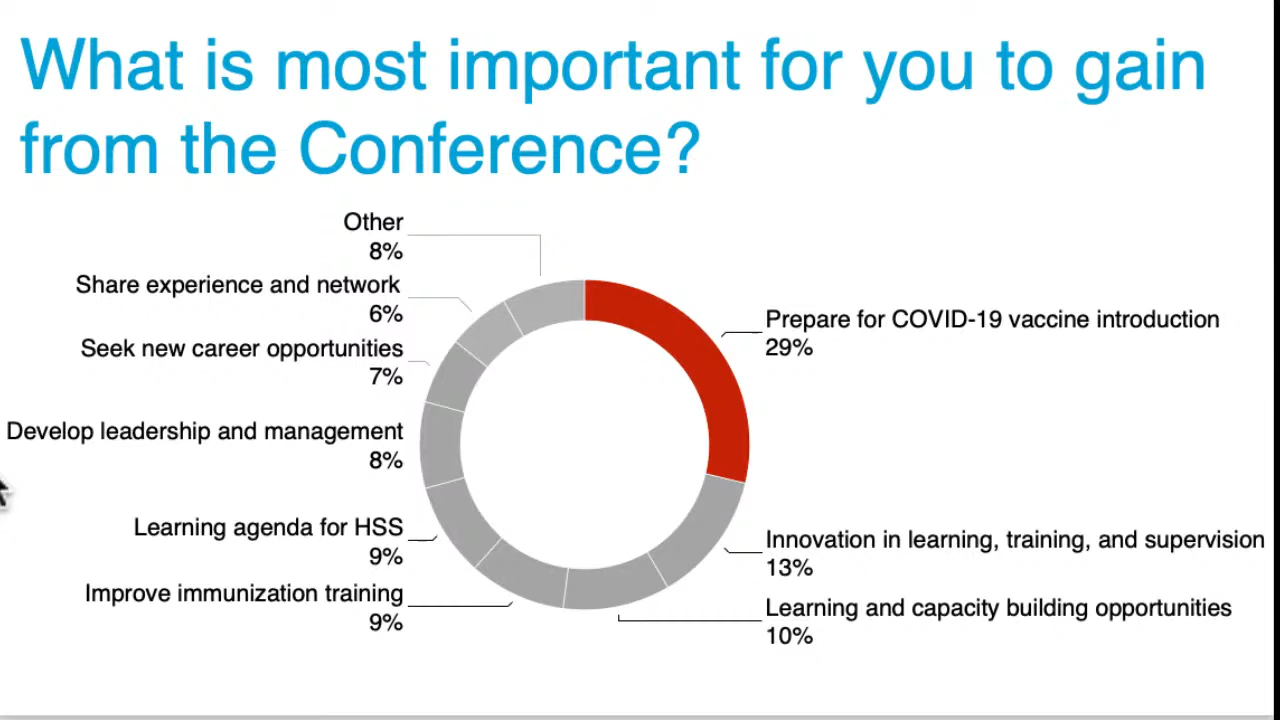 What is most important for you to gain
from the Conference?
Other
8%
Share experience and network
6%
Seek new career opportunities
7%
Develop leadership and management
8%
Learning agenda for HSS
9%
Improve immunization training
9%
Prepare for COVID-19 vaccine introduction
29%
Innovation in learning, training, and supervision
13%
Learning and capacity building opportunities
10%